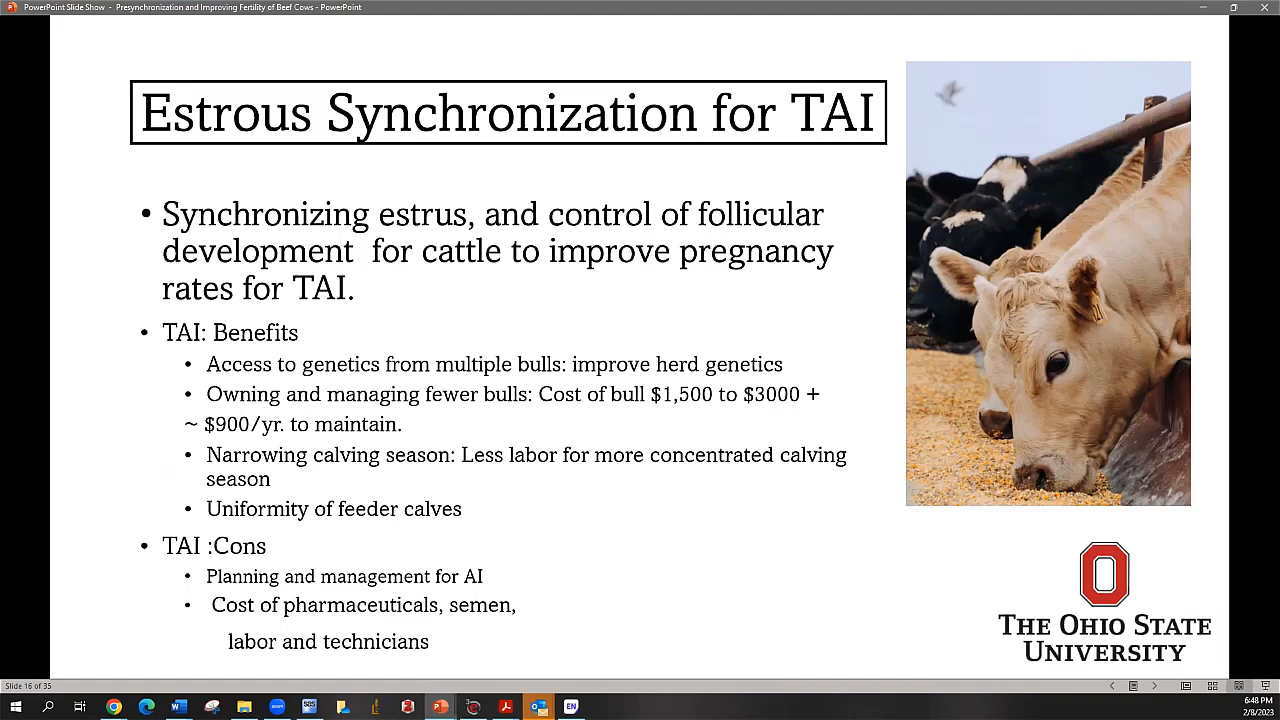 PowerPoint Slide Show - Presynchronization and Improving Fertility of Beef Cows - PowerPoint
Estrous Synchronization for TAI
• Synchronizing estrus, and control of follicular
development for cattle to improve pregnancy
rates for TAI.
• TAI: Benefits
• Access to genetics from multiple bulls: improve herd genetics
• Owning and managing fewer bulls: Cost of bull $1,500 to $3000 +
~ $900/yr. to maintain.
• Narrowing calving season: Less labor for more concentrated calving
season
• Uniformity of feeder calves
• TAI :Cons
• Planning and management for AI
• Cost of pharmaceuticals, semen,
labor and technicians
THE OHIO STATE
UNIVERSITY
Slide 16 of 35
EN
6:48 PM
2/8/2023